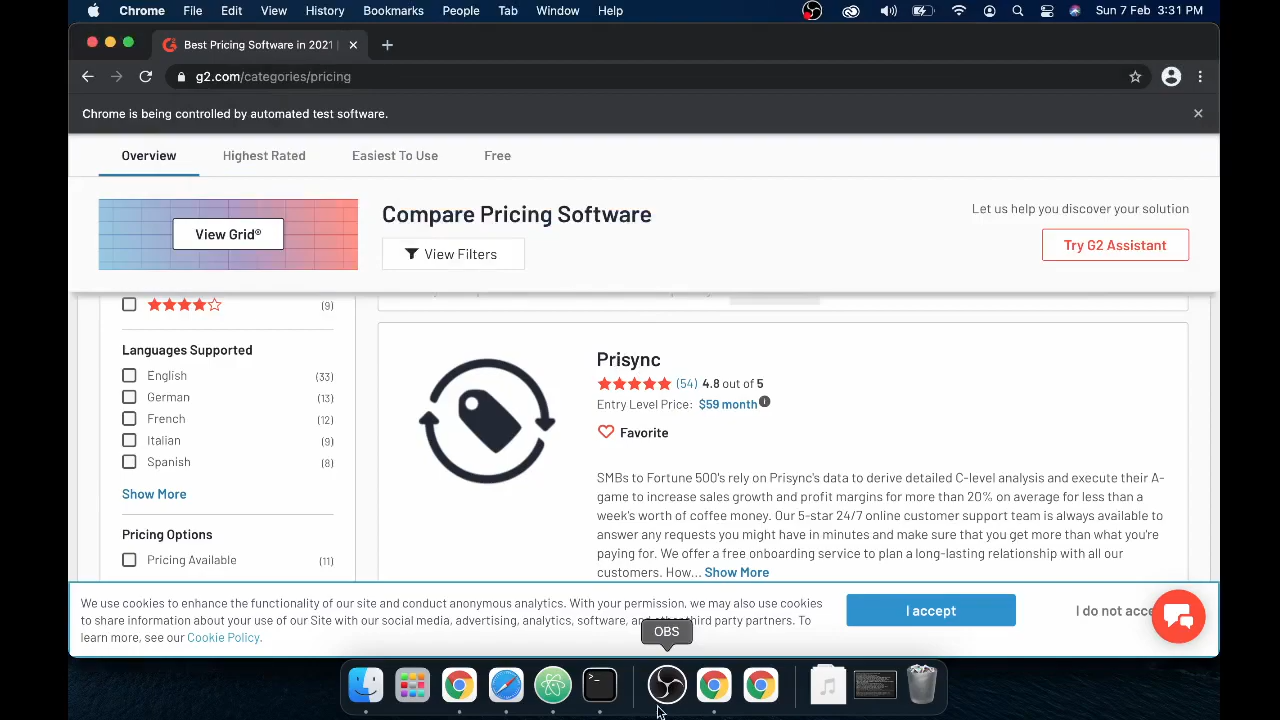 Chrome File Edit View History Bookmarks People Tab Window Help Sun 7 Feb 3:31 PM
Best Pricing Software in 2021 |
g2.com/categories/pricing
Chrome is being controlled by automated test software.
Overview Highest Rated Easiest To Use Free
View Grid®
Compare Pricing Software
View Filters
Let us help you discover your solution
Try G2 Assistant
(9)
Languages Supported
English (33)
German (13)
French (12)
Italian (9)
Spanish (8)
Show More
Pricing Options
Pricing Available (11)
Prisync
(54) 4.8 out of 5
Entry Level Price: $59 month
Favorite
SMBs to Fortune 500's rely on Prisync's data to derive detailed C-level analysis and execute their A-
game to increase sales growth and profit margins for more than 20% on average for less than a
week's worth of coffee money. Our 5-star 24/7 online customer support team is always available to
answer any requests you might have in minutes and make sure that you get more than what you're
paying for. We offer a free onboarding service to plan a long-lasting relationship with all our
customers. How... Show More
We use cookies to enhance the functionality of our site and conduct anonymous analytics. With your permission, we may also use cookies
to share information about your use of our Site with our social media, advertising, analytics, software, and other third party partners. To
learn more, see our Cookie Policy.
I accept
I do not acce
OBS